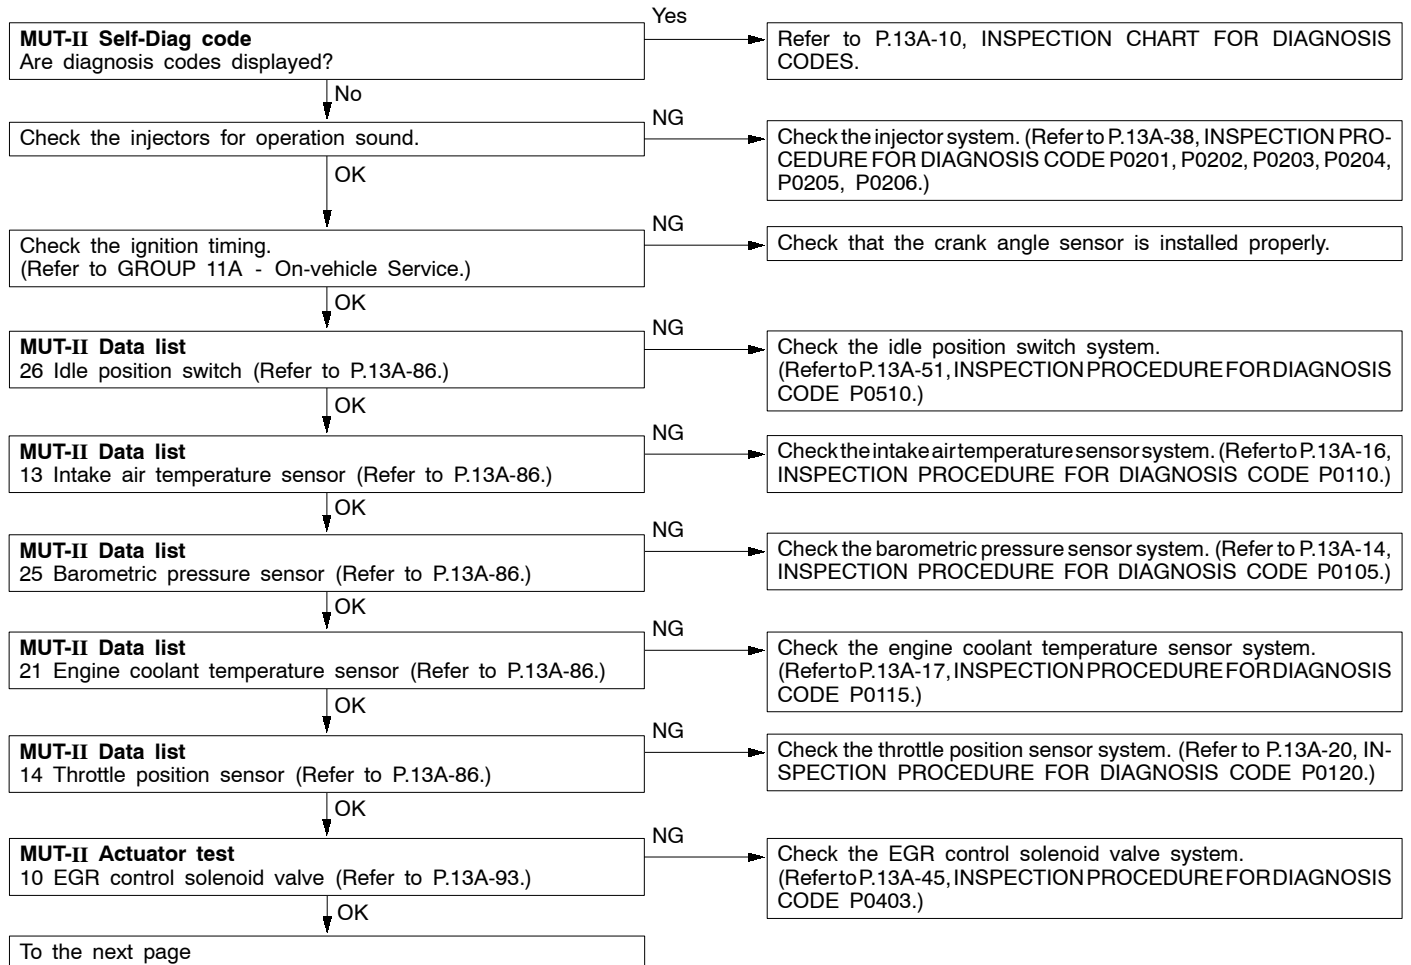 Yes
MUT-II Self-Diag code
Are diagnosis codes displayed?
Refer to P.13A-10, INSPECTION CHART FOR DIAGNOSIS
CODES.
No
Check the injectors for operation sound.
NG
Check the injector system. (Refer to P.13A-38, INSPECTION PRO-
CEDURE FOR DIAGNOSIS CODE P0201, P0202, P0203, P0204,
P0205, P0206.)
OK
Check the ignition timing.
(Refer to GROUP 11A - On-vehicle Service.)
NG
Check that the crank angle sensor is installed properly.
OK
MUT-II Data list
26 Idle position switch (Refer to P.13A-86.)
NG
Check the idle position switch system.
(Refer to P.13A-51, INSPECTION PROCEDURE FOR DIAGNOSIS
CODE P0510.)
OK
MUT-II Data list
13 Intake air temperature sensor (Refer to P.13A-86.)
NG
Check the intake air temperature sensor system. (Refer to P.13A-16,
INSPECTION PROCEDURE FOR DIAGNOSIS CODE P0110.)
OK
MUT-II Data list
25 Barometric pressure sensor (Refer to P.13A-86.)
NG
Check the barometric pressure sensor system. (Refer to P.13A-14,
INSPECTION PROCEDURE FOR DIAGNOSIS CODE P0105.)
OK
MUT-II Data list
21 Engine coolant temperature sensor (Refer to P.13A-86.)
NG
Check the engine coolant temperature sensor system.
(Refer to P.13A-17, INSPECTION PROCEDURE FOR DIAGNOSIS
CODE P0115.)
OK
MUT-II Data list
14 Throttle position sensor (Refer to P.13A-86.)
NG
Check the throttle position sensor system. (Refer to P.13A-20, IN-
SPECTION PROCEDURE FOR DIAGNOSIS CODE P0120.)
OK
MUT-II Actuator test
10 EGR control solenoid valve (Refer to P.13A-93.)
NG
Check the EGR control solenoid valve system.
(Refer to P.13A-45, INSPECTION PROCEDURE FOR DIAGNOSIS
CODE P0403.)
OK
To the next page